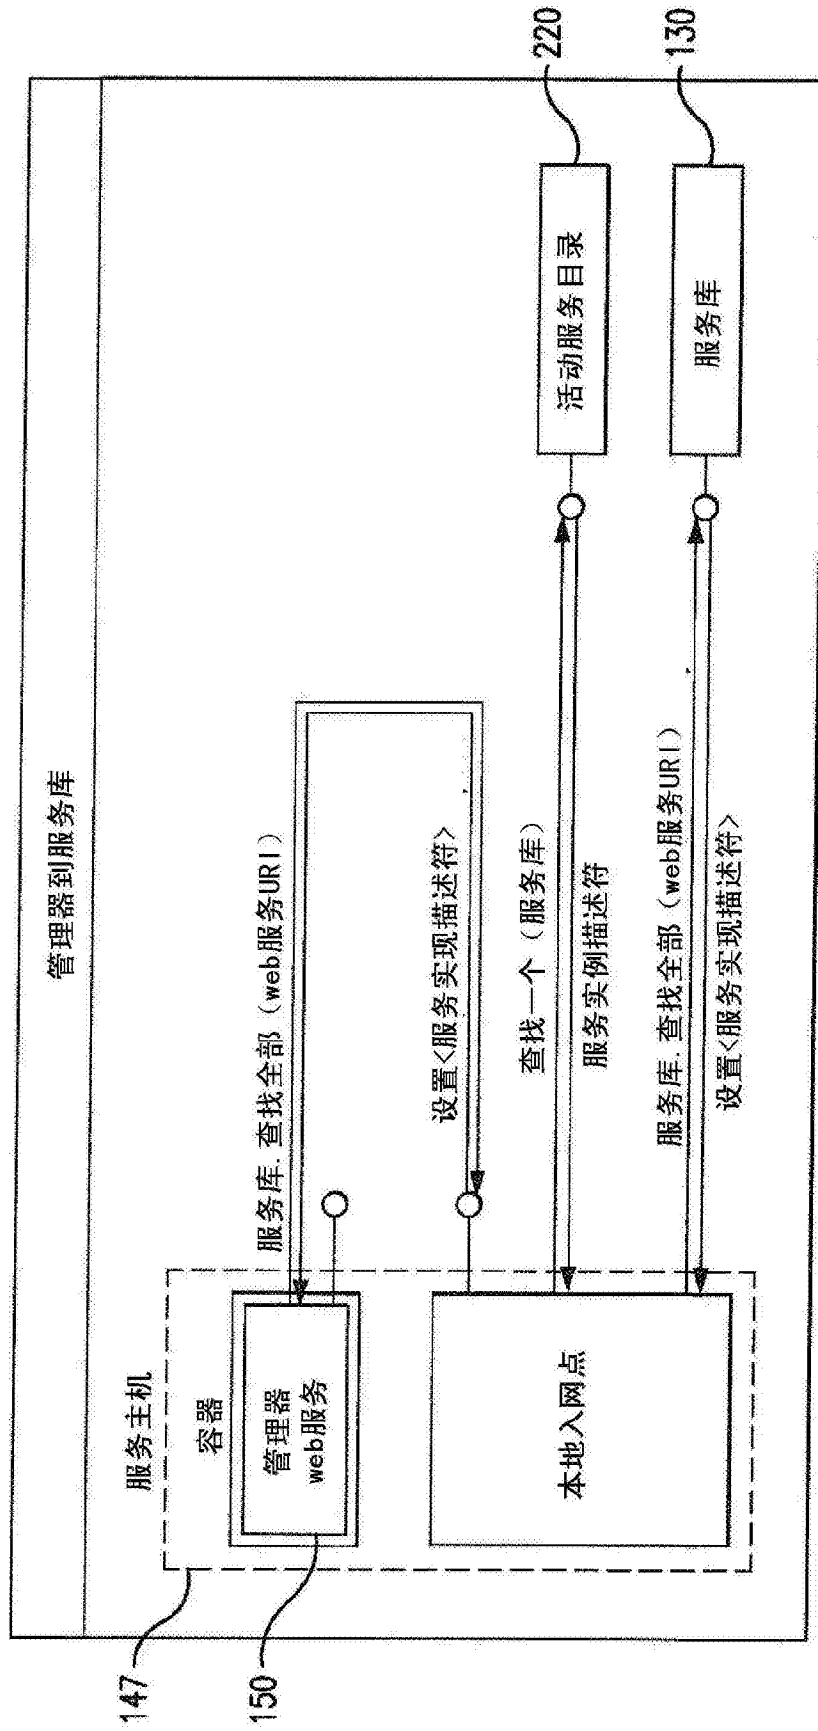 管理器到服务库
147
服务主机
容器
150
管理器
web服务
服务库.查找全部（web服务URI）
设置<服务实现描述符>
本地入网点
查找一个（服务库）
服务实例描述符
活动服务目录
220
服务库.查找全部（web服务URI）
设置<服务实现描述符>
服务库
130